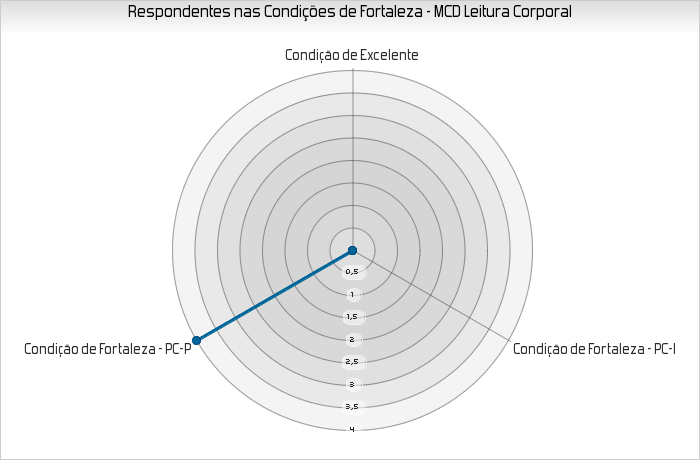 Respondentes nas Condições de Fortaleza - MCD Leitura Corporal
Condição de Excelente
0,5
1
1,5
2
2,5
3
3,5
4
Condição de Fortaleza - PC-P
Condição de Fortaleza - PC-I